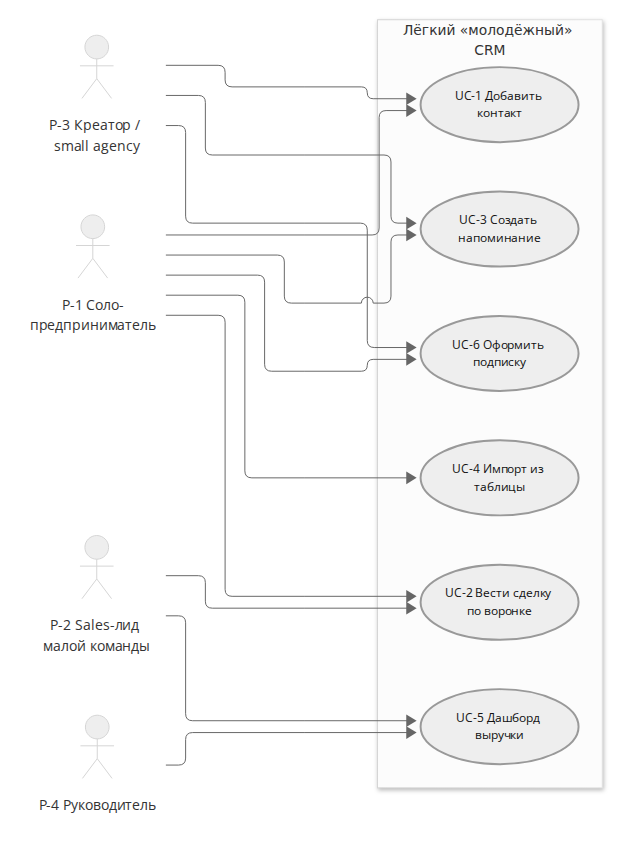 Лёгкий «молодёжный»
CRM
P-3 Креатор /
small agency
UC-1 Добавить
контакт
UC-3 Создать
напоминание
P-1 Соло-
предприниматель
UC-6 Оформить
подписку
UC-4 Импорт из
таблицы
P-2 Sales-лид
малой команды
UC-2 Вести сделку
по воронке
UC-5 Дашборд
выручки
P-4 Руководитель